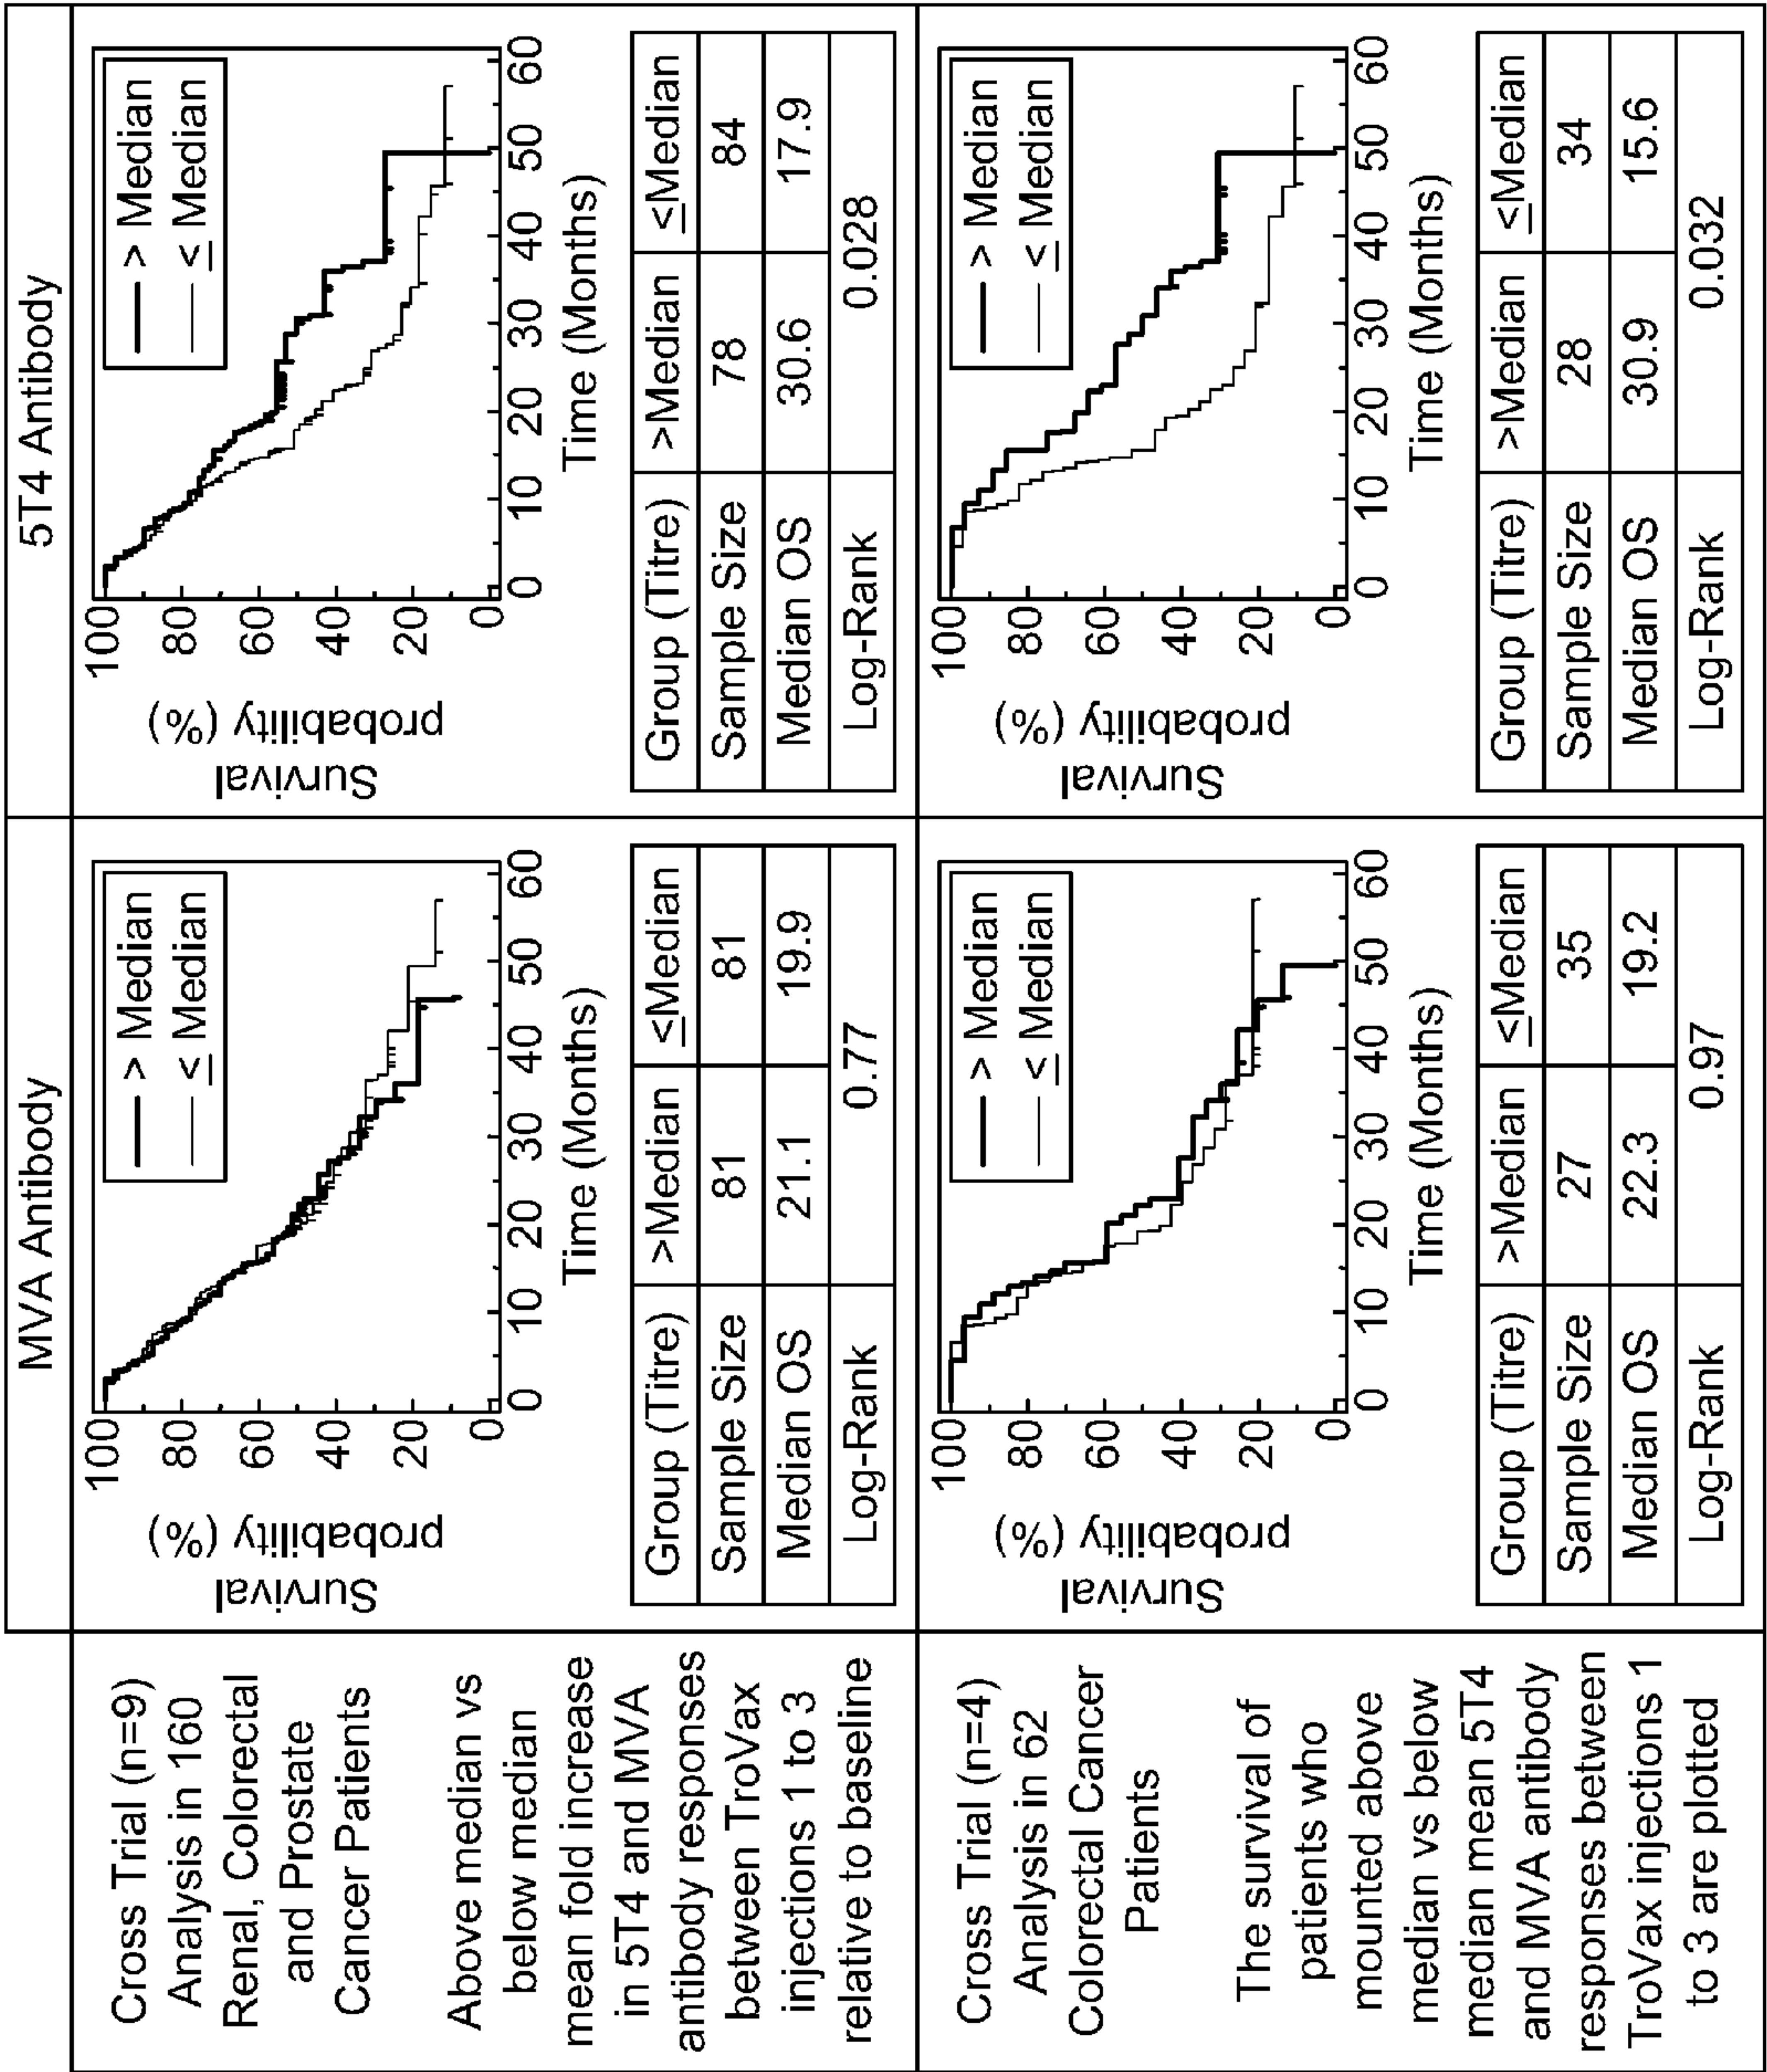 MVA Antibody
5T4 Antibody
Cross Trial (n=9)
Analysis in 160
Renal, Colorectal
and Prostate
Cancer Patients
Above median vs
below median
mean fold increase
in 5T4 and MVA
antibody responses
between TroVax
injections 1 to 3
relative to baseline
Survival
probability (%)
100
80
60
40
20
0
> Median
≤ Median
0 10 20 30 40 50 60
Time (Months)
Group (Titre) >Median ≤Median
Sample Size 81 81
Median OS 21.1 19.9
Log-Rank 0.77
Survival
probability (%)
100
80
60
40
20
0
> Median
≤ Median
0 10 20 30 40 50 60
Time (Months)
Group (Titre) >Median ≤Median
Sample Size 78 84
Median OS 30.6 17.9
Log-Rank 0.028
Cross Trial (n=4)
Analysis in 62
Colorectal Cancer
Patients
The survival of
patients who
mounted above
median vs below
median mean 5T4
and MVA antibody
responses between
TroVax injections 1
to 3 are plotted
Survival
probability (%)
100
80
60
40
20
0
> Median
≤ Median
0 10 20 30 40 50 60
Time (Months)
Group (Titre) >Median ≤Median
Sample Size 27 35
Median OS 22.3 19.2
Log-Rank 0.97
Survival
probability (%)
100
80
60
40
20
0
> Median
≤ Median
0 10 20 30 40 50 60
Time (Months)
Group (Titre) >Median ≤Median
Sample Size 28 34
Median OS 30.9 15.6
Log-Rank 0.032